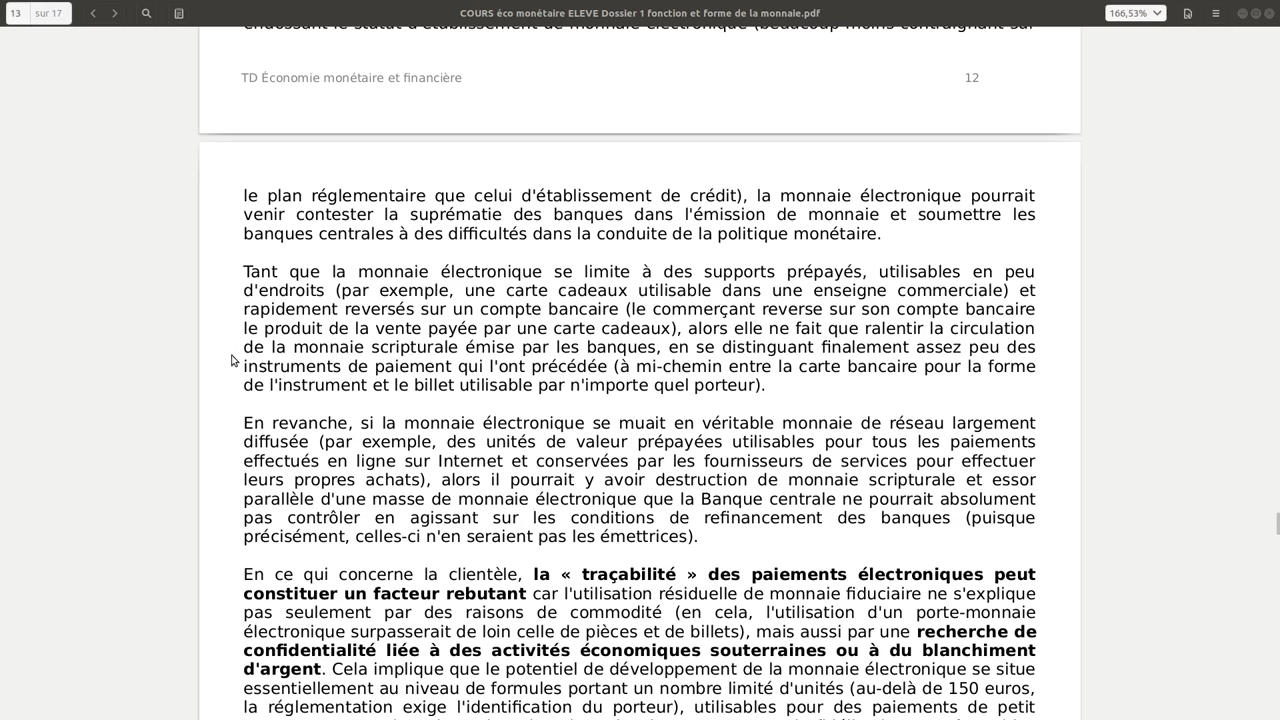 13 sur 17
COURS éco monétaire ELEVE Dossier 1 fonction et forme de la monnaie.pdf
166,53%
TD Économie monétaire et financière
12
le plan réglementaire que celui d'établissement de crédit), la monnaie électronique pourrait
venir contester la suprématie des banques dans l'émission de monnaie et soumettre les
banques centrales à des difficultés dans la conduite de la politique monétaire.
Tant que la monnaie électronique se limite à des supports prépayés, utilisables en peu
d'endroits (par exemple, une carte cadeaux utilisable dans une enseigne commerciale) et
rapidement reversés sur un compte bancaire (le commerçant reverse sur son compte bancaire
le produit de la vente payée par une carte cadeaux), alors elle ne fait que ralentir la circulation
de la monnaie scripturale émise par les banques, en se distinguant finalement assez peu des
instruments de paiement qui l'ont précédée (à mi-chemin entre la carte bancaire pour la forme
de l'instrument et le billet utilisable par n'importe quel porteur).
En revanche, si la monnaie électronique se muait en véritable monnaie de réseau largement
diffusée (par exemple, des unités de valeur prépayées utilisables pour tous les paiements
effectués en ligne sur Internet et conservées par les fournisseurs de services pour effectuer
leurs propres achats), alors il pourrait y avoir destruction de monnaie scripturale et essor
parallèle d'une masse de monnaie électronique que la Banque centrale ne pourrait absolument
pas contrôler en agissant sur les conditions de refinancement des banques (puisque
précisément, celles-ci n'en seraient pas les émettrices).
En ce qui concerne la clientèle, la « traçabilité » des paiements électroniques peut
constituer un facteur rebutant car l'utilisation résiduelle de monnaie fiduciaire ne s'explique
pas seulement par des raisons de commodité (en cela, l'utilisation d'un porte-monnaie
électronique surpasserait de loin celle de pièces et de billets), mais aussi par une recherche de
confidentialité liée à des activités économiques souterraines ou à du blanchiment
d'argent. Cela implique que le potentiel de développement de la monnaie électronique se situe
essentiellement au niveau de formules portant un nombre limité d'unités (au-delà de 150 euros,
la réglementation exige l'identification du porteur), utilisables pour des paiements de petit